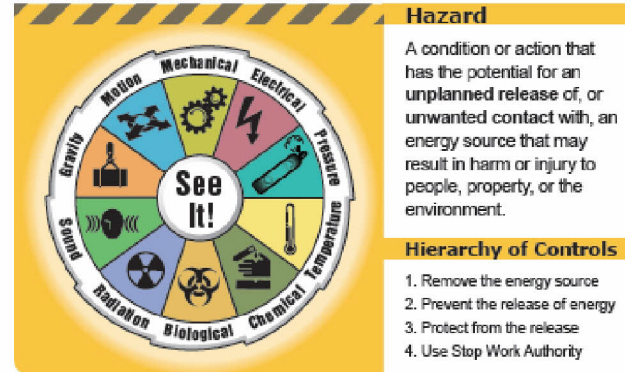 Mechanical
Electrical
Pressure
Temperature
Chemical
Biological
Radiation
Sound
Gravity
Motion
See
It!
Hazard
A condition or action that
has the potential for an
unplanned release of, or
unwanted contact with, an
energy source that may
result in harm or injury to
people, property, or the
environment.
Hierarchy of Controls
1. Remove the energy source
2. Prevent the release of energy
3. Protect from the release
4. Use Stop Work Authority